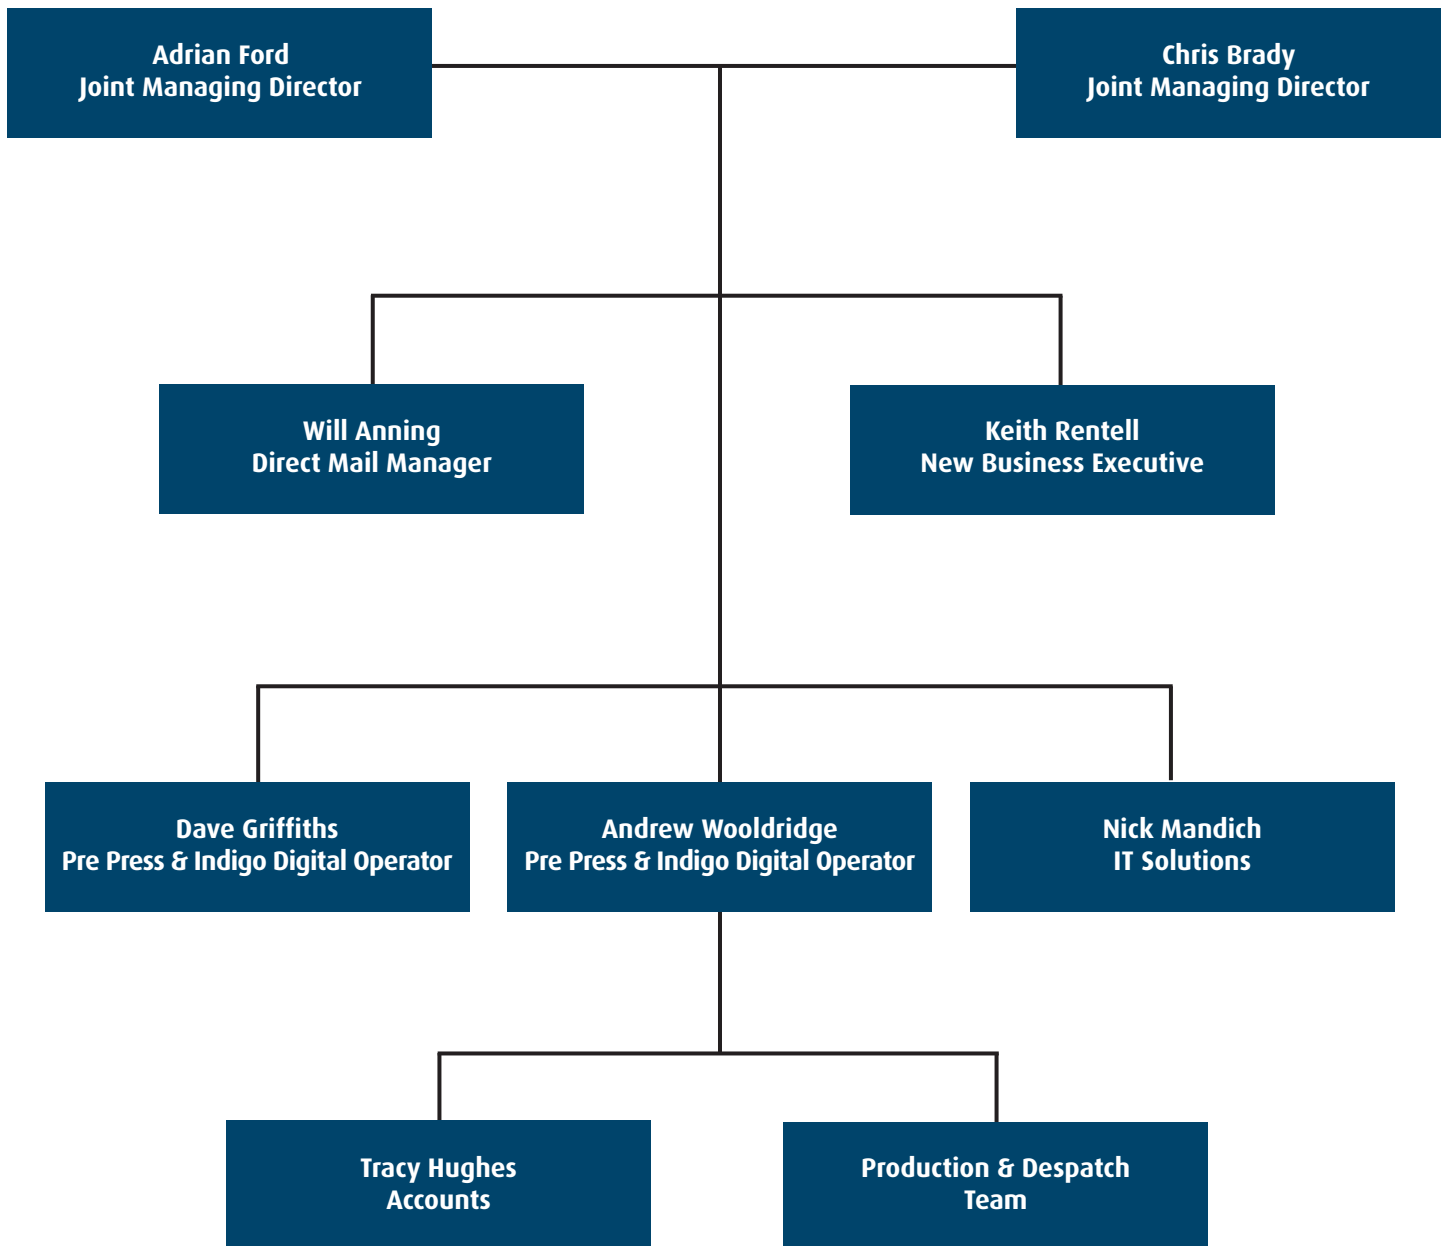 Adrian Ford
Joint Managing Director
Chris Brady
Joint Managing Director
Will Anning
Direct Mail Manager
Keith Rentell
New Business Executive
Dave Griffiths
Pre Press & Indigo Digital Operator
Andrew Wooldridge
Pre Press & Indigo Digital Operator
Nick Mandich
IT Solutions
Tracy Hughes
Accounts
Production & Despatch
Team